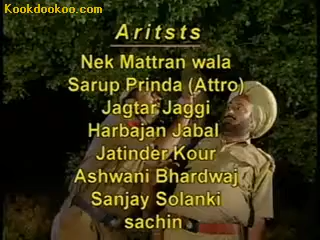 Kookdookoo.com
Aritsts
Nek Mattran wala
Sarup Prinda (Attro)
Jagtar Jaggi
Harbajan Jabal
Jatinder Kour
Ashwani Bhardwaj
Sanjay Solanki
sachin